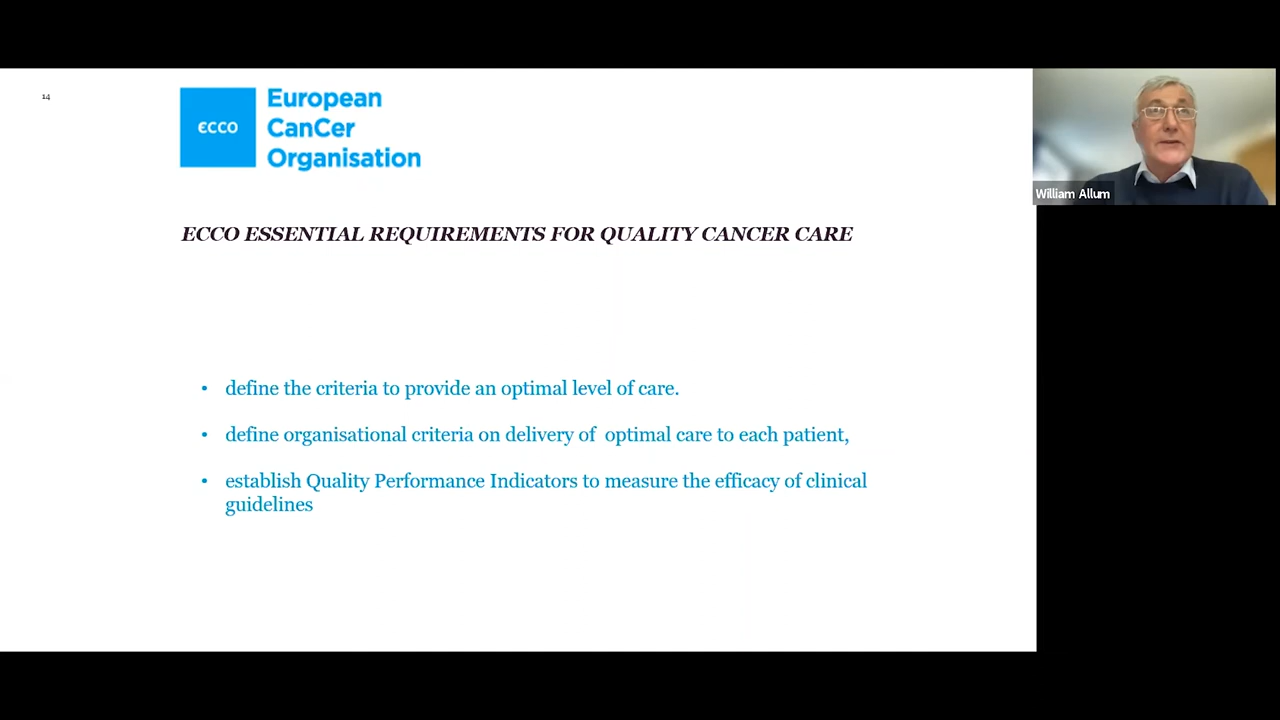 14
ECCO
European
CanCer
Organisation
William Allum
ECCO ESSENTIAL REQUIREMENTS FOR QUALITY CANCER CARE
• define the criteria to provide an optimal level of care.
• define organisational criteria on delivery of optimal care to each patient,
• establish Quality Performance Indicators to measure the efficacy of clinical
guidelines